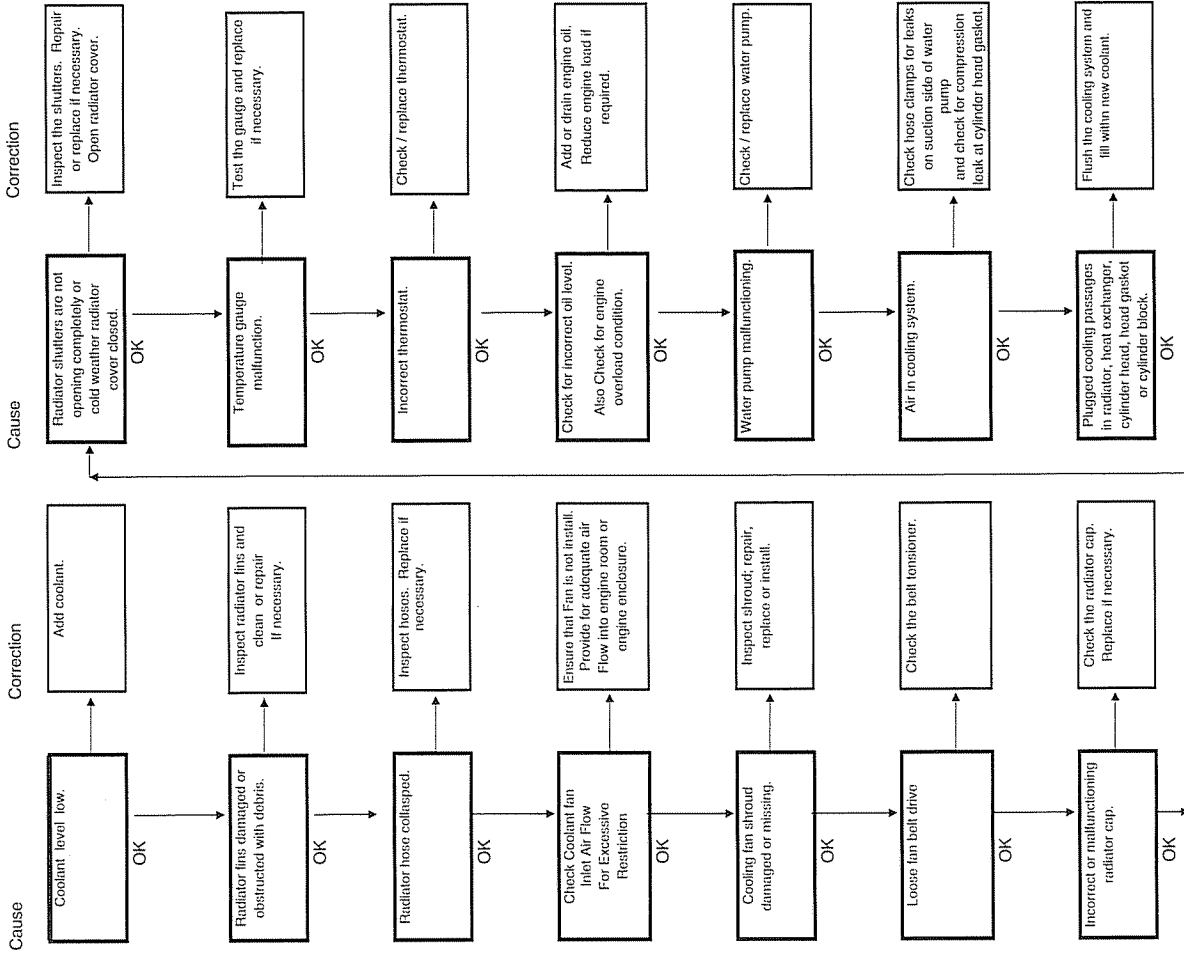 Cause
Correction
Coolant level low.
Add coolant.
OK
Radiator fins damaged or
obstructed with debris.
Inspect radiator fins and
clean or repair
If necessary.
OK
Radiator hose collasped.
Inspect hoses. Replace if
necessary.
OK
Check Coolant fan
Inlet Air Flow
For Excessive
Restriction
Ensure that Fan is not install.
Provide for adequate air
Flow into engine room or
engine enclosure.
OK
Cooling fan shroud
damaged or missing.
Inspect shroud; repair,
replace or install.
OK
Loose fan belt drive
Check the belt tensioner.
OK
Incorrect or malfunctioning
radiator cap.
Check the radiator cap.
Replace if necessary.
OK
Cause
Correction
Radiator shutters are not
opening completely or
cold weather radiator
cover closed.
Inspect the shutters. Repair
or replace if necessary.
Open radiator cover.
OK
Temperature gauge
malfunction.
Test the gauge and replace
if necessary.
OK
Incorrect thermostat.
Check / replace thermostat.
OK
Check for incorrect oil level.
Also Check for engine
overload condition.
Add or drain engine oil.
Reduce engine load if
required.
OK
Water pump malfunctioning.
Check / replace water pump.
OK
Air in cooling system.
Check hose clamps for leaks
on suction side of water
pump
and check for compression
leak at cylinder head gasket.
OK
Plugged cooling passages
in radiator, heat exchanger,
cylinder head, head gasket
or cylinder block.
Flush the cooling system and
fill withn new coolant.
OK